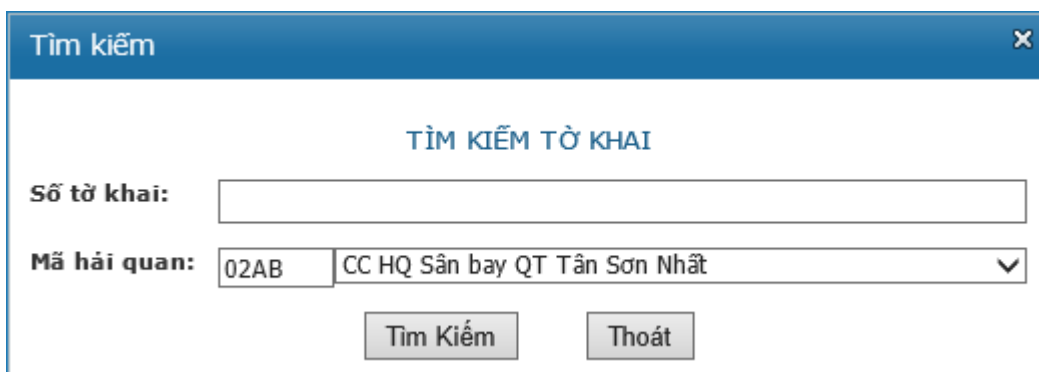 Tìm kiếm
TÌM KIẾM TỜ KHAI
Số tờ khai:
Mã hải quan: 02AB CC HQ Sân bay QT Tân Sơn Nhất
Tìm Kiếm Thoát